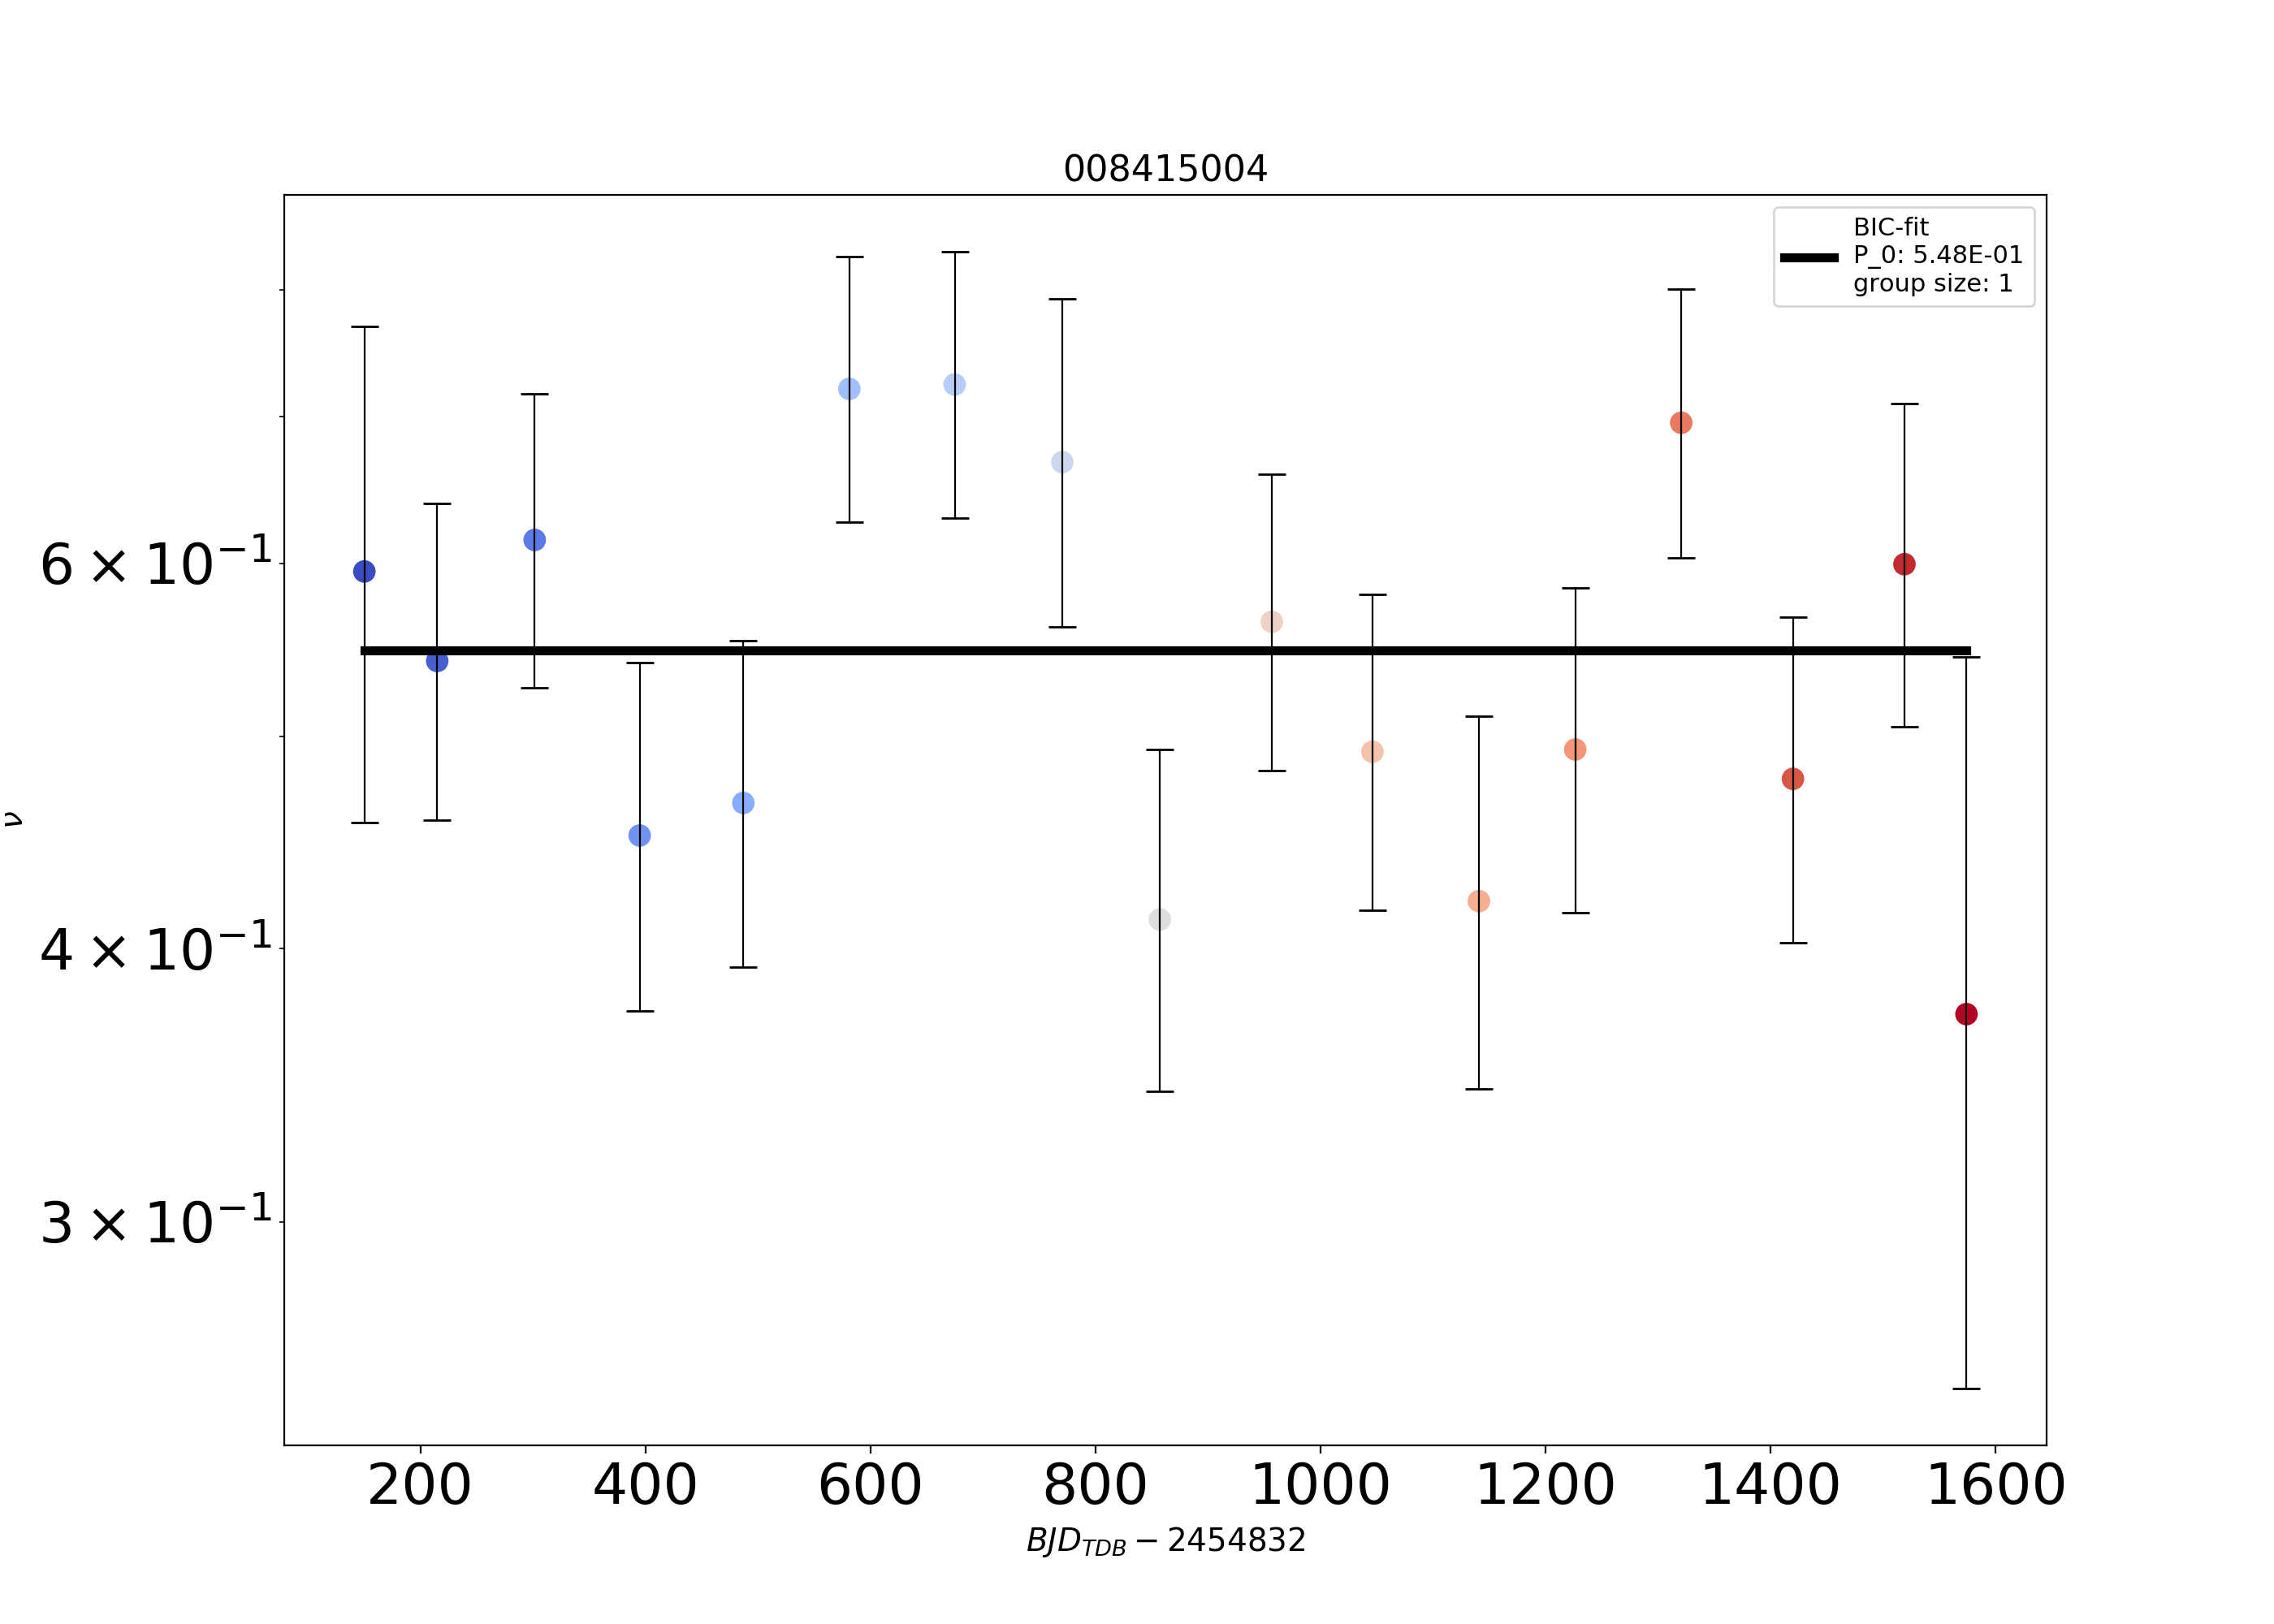 008415004
BIC-fit
P_0: 5.48E-01
group size: 1
6 × 10⁻¹
4 × 10⁻¹
3 × 10⁻¹
ν
200 400 600 800 1000 1200 1400 1600
BJD_TDB − 2454832